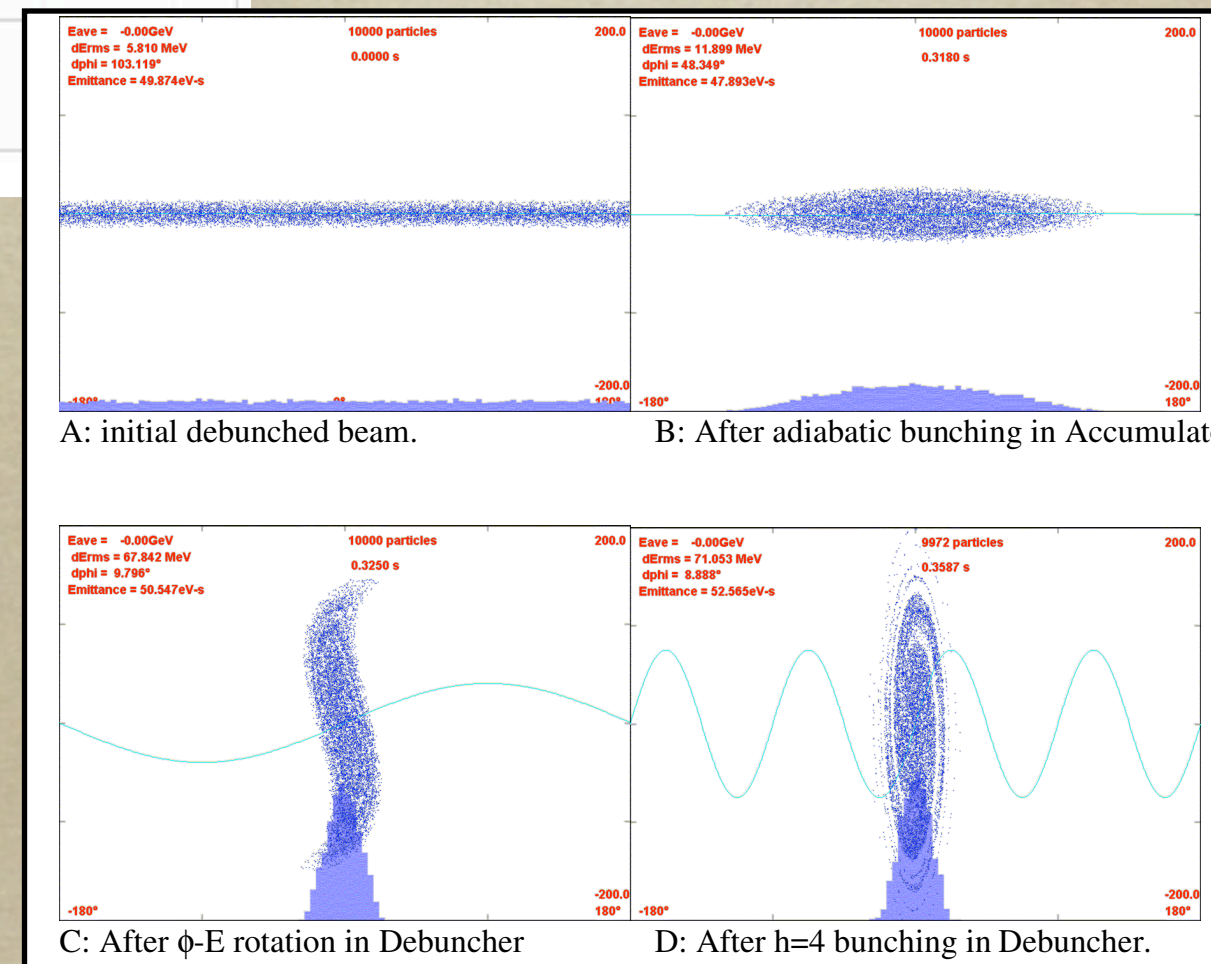 Eave = -0.00GeV 10000 particles 200.0
dErms = 5.810 MeV
dphi = 103.119° 0.0000 s
Emittance = 49.874eV-s
-200.0
A: initial debunched beam.
Eave = -0.00GeV 10000 particles 200.0
dErms = 11.899 MeV
dphi = 48.349° 0.3180 s
Emittance = 47.893eV-s
-200.0
-180° 180°
B: After adiabatic bunching in Accumulat
Eave = -0.00GeV 10000 particles 200.0
dErms = 67.842 MeV
dphi = 9.796° 0.3250 s
Emittance = 50.547eV-s
-200.0
-180° 180°
C: After ϕ-E rotation in Debuncher
Eave = -0.00GeV 9972 particles 200.0
dErms = 71.053 MeV
dphi = 8.888° 0.3587 s
Emittance = 52.565eV-s
-200.0
-180° 180°
D: After h=4 bunching in Debuncher.